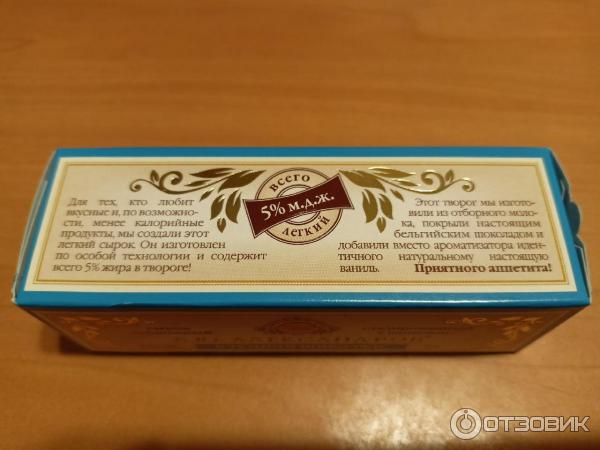 Для тех, кто любит
вкусные и, по возможно-
сти, менее калорийные
продукты, мы создали этот
легкий сырок. Он изготовлен
по особой технологии и содержит
всего 5% жира в твороге!
ВСЕГО
5% м.д.ж.
ЛЕГКИЙ
Этот творог мы изгото-
вили из отборного моло-
ка, покрыли настоящим
бельгийским шоколадом и
добавили вместо ароматизатора иден-
тичного натуральному настоящую
ваниль. Приятного аппетита!
АЛЕКСАНДРОВ
ОТЗОВИК